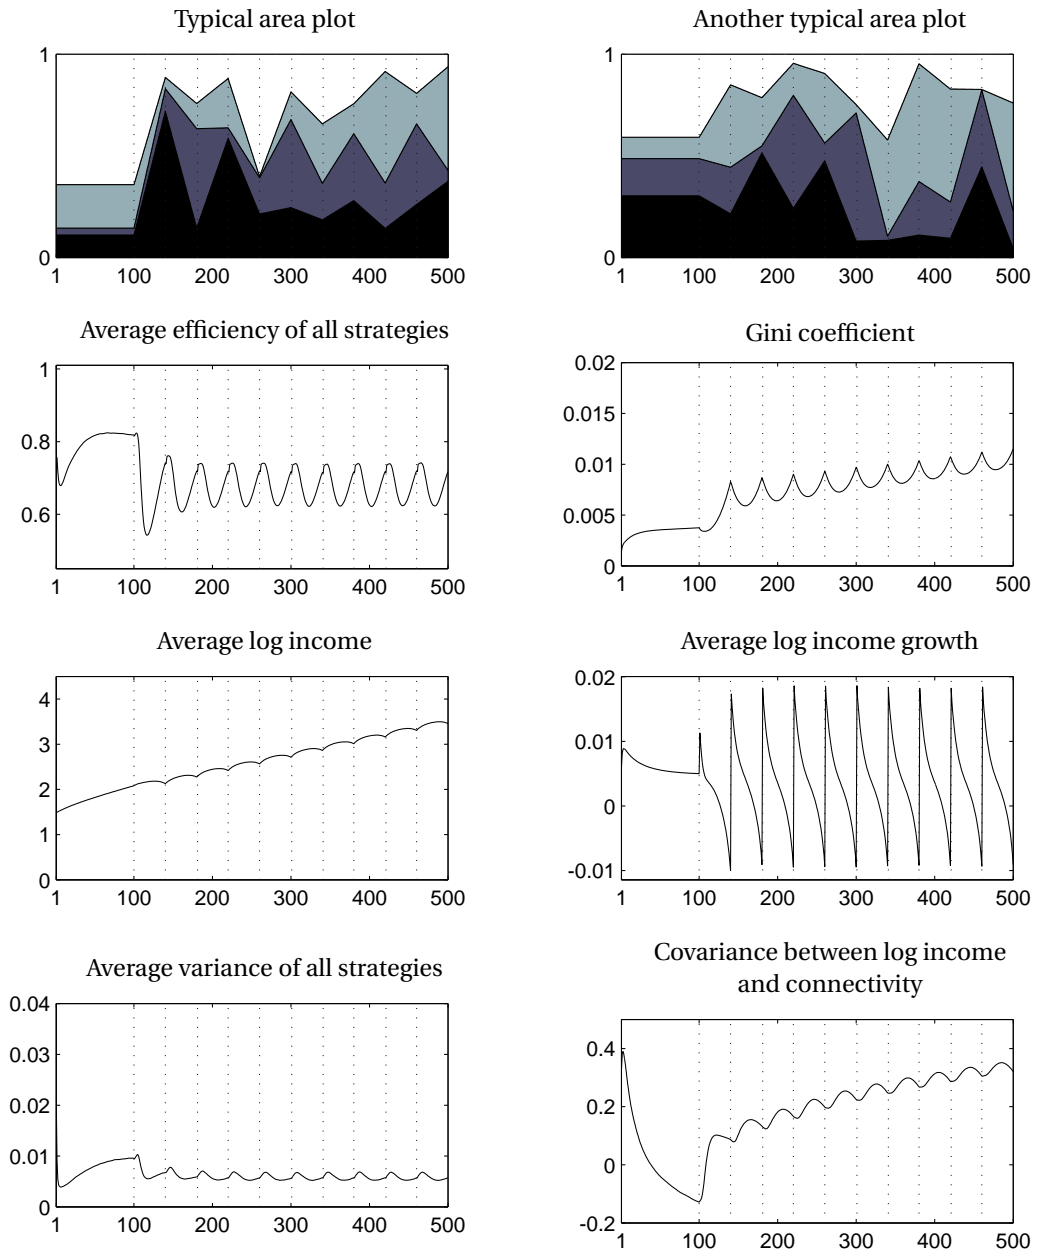 Typical area plot
1
0
1 100 200 300 400 500
Another typical area plot
1
0
1 100 200 300 400 500
Average efficiency of all strategies
1
0.8
0.6
1 100 200 300 400 500
Gini coefficient
0.02
0.015
0.01
0.005
0
1 100 200 300 400 500
Average log income
4
3
2
1
0
1 100 200 300 400 500
Average log income growth
0.02
0.01
0
-0.01
1 100 200 300 400 500
Average variance of all strategies
0.04
0.03
0.02
0.01
0
1 100 200 300 400 500
Covariance between log income
and connectivity
0.4
0.2
0
-0.2
1 100 200 300 400 500